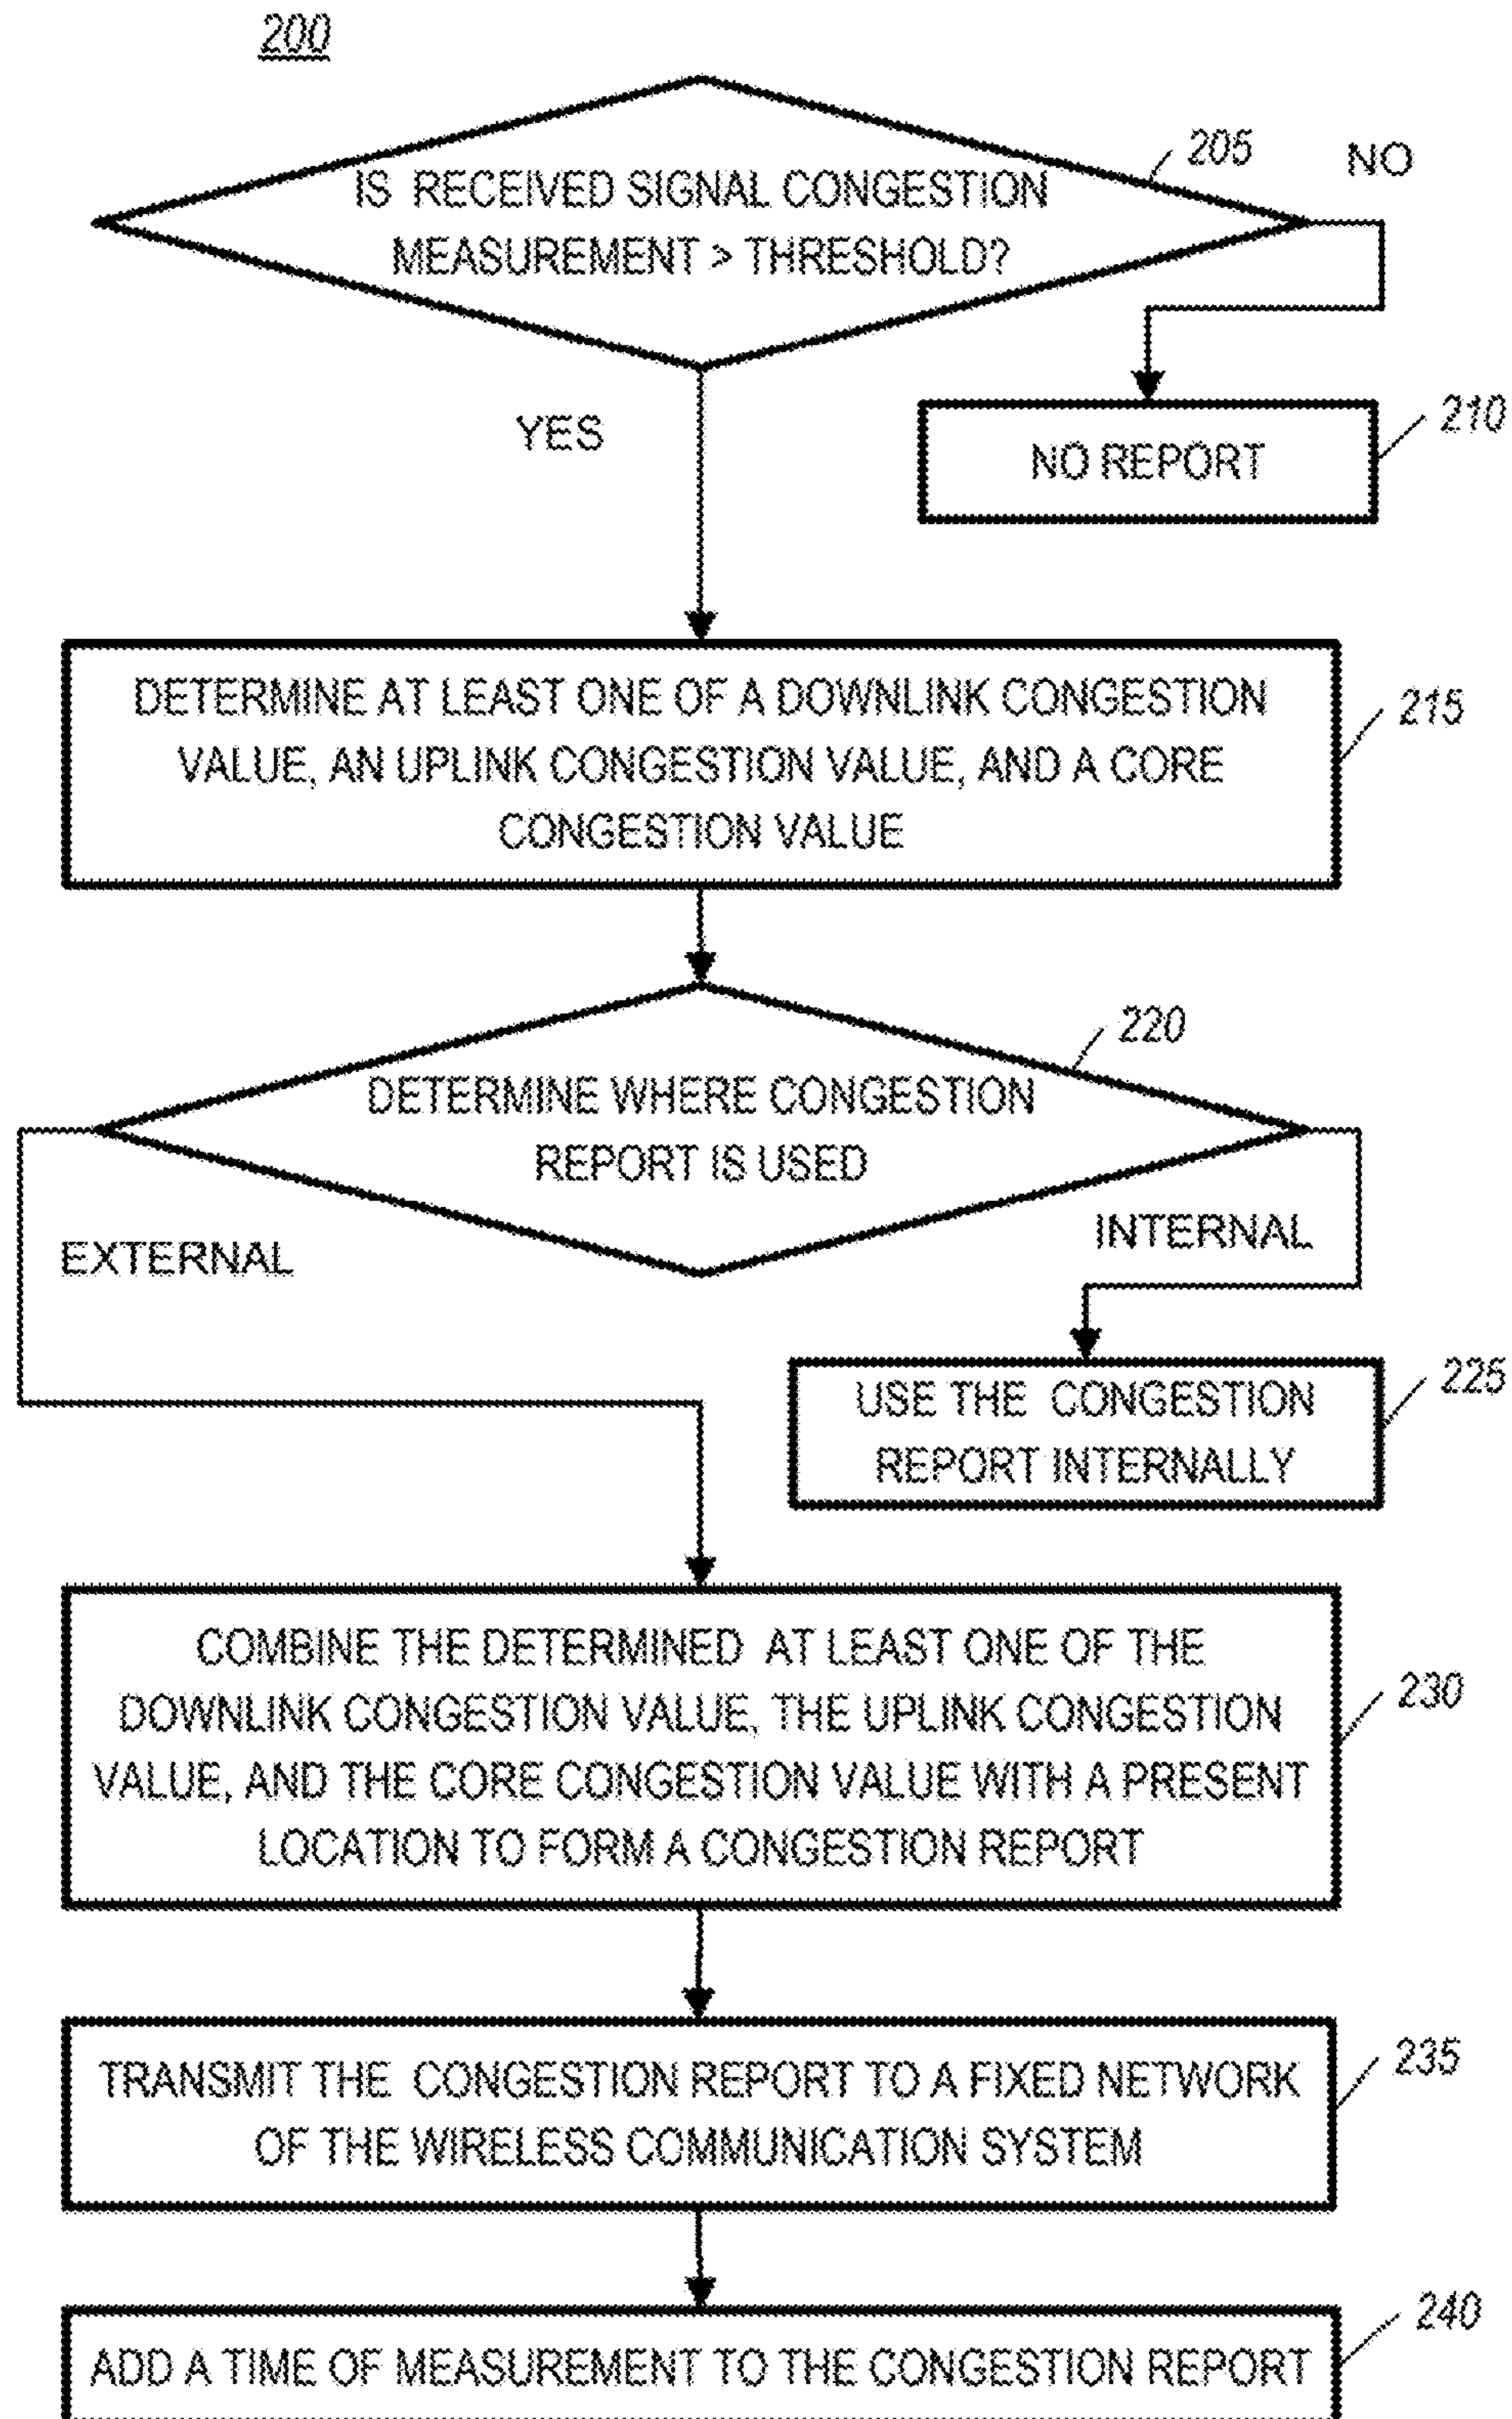 200
205
NO
IS RECEIVED SIGNAL CONGESTION
MEASUREMENT > THRESHOLD?
YES
210
NO REPORT
DETERMINE AT LEAST ONE OF A DOWNLINK CONGESTION
VALUE, AN UPLINK CONGESTION VALUE, AND A CORE
CONGESTION VALUE
215
220
DETERMINE WHERE CONGESTION
REPORT IS USED
EXTERNAL
INTERNAL
225
USE THE CONGESTION
REPORT INTERNALLY
COMBINE THE DETERMINED AT LEAST ONE OF THE
DOWNLINK CONGESTION VALUE, THE UPLINK CONGESTION
VALUE, AND THE CORE CONGESTION VALUE WITH A PRESENT
LOCATION TO FORM A CONGESTION REPORT
230
TRANSMIT THE CONGESTION REPORT TO A FIXED NETWORK
OF THE WIRELESS COMMUNICATION SYSTEM
235
240
ADD A TIME OF MEASUREMENT TO THE CONGESTION REPORT